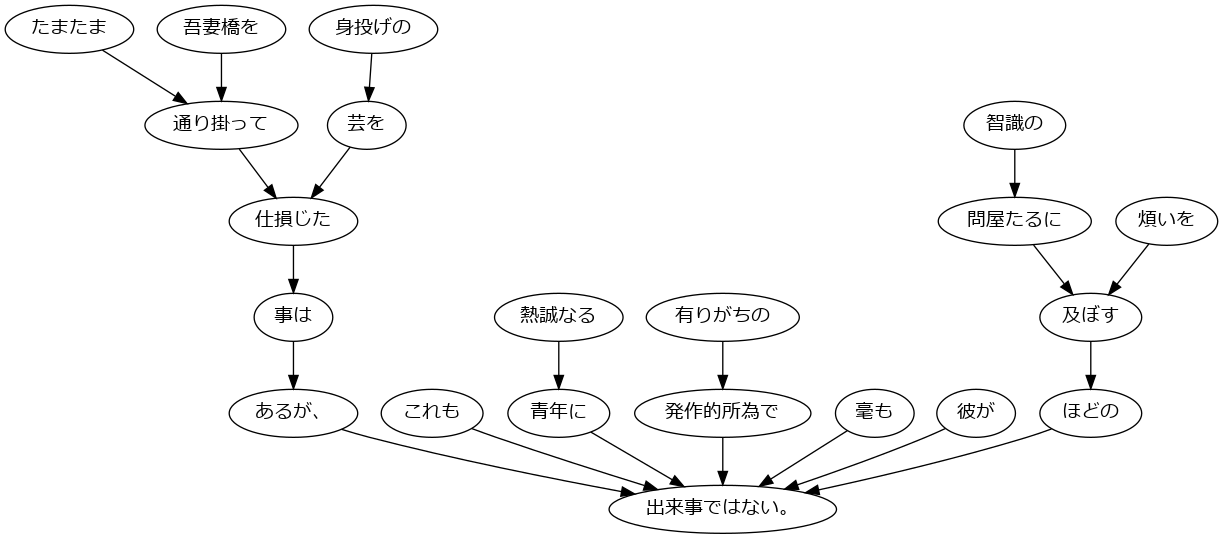 たまたま 吾妻橋を 身投げの
通り掛って 芸を 智識の
仕損じた 問屋たるに 煩いを
事は 熱誠なる 有りがちの 及ぼす
あるが、 これも 青年に 発作的所為で 毫も 彼が ほどの
出来事ではない。